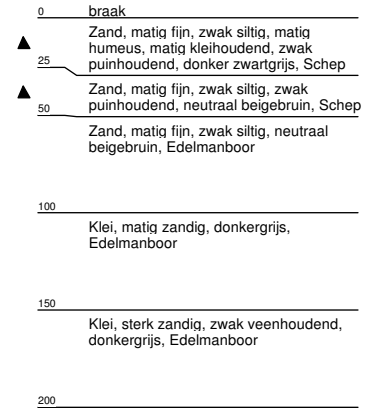 0 braak
Zand, matig fijn, zwak siltig, matig
humeus, matig kleihoudend, zwak
puinhoudend, donker zwartgrijs, Schep
25
Zand, matig fijn, zwak siltig, zwak
puinhoudend, neutraal beigebruin, Schep
50
Zand, matig fijn, zwak siltig, neutraal
beigebruin, Edelmanboor
100
Klei, matig zandig, donkergrijs,
Edelmanboor
150
Klei, sterk zandig, zwak veenhoudend,
donkergrijs, Edelmanboor
200